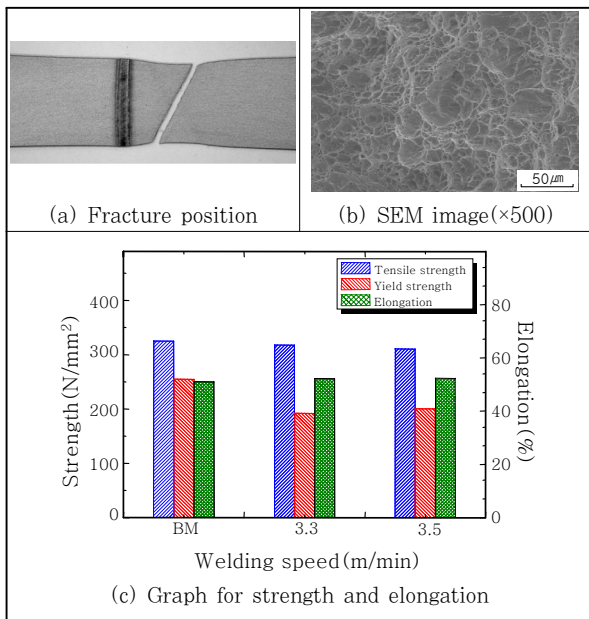 50㎛
(a) Fracture position
(b) SEM image(×500)
Tensile strength
Yield strength
Elongation
400
300
200
100
0
80
60
40
20
0
Strength(N/mm²)
Elongation(%)
BM 3.3 3.5
Welding speed(m/min)
(c) Graph for strength and elongation